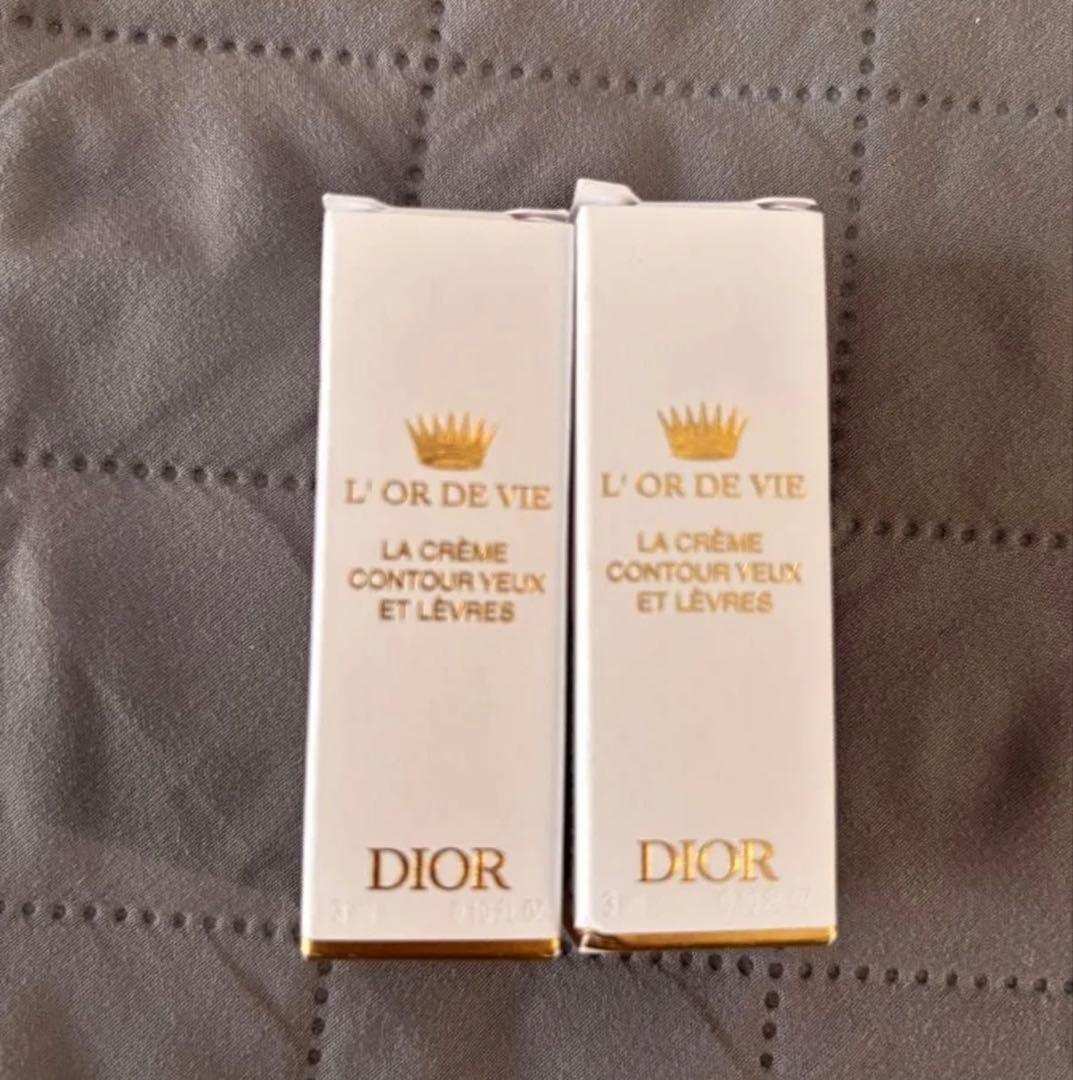 L' OR DE VIE
LA CRÈME
CONTOUR YEUX
ET LÈVRES
DIOR
L' OR DE VIE
LA CRÈME
CONTOUR YEUX
ET LÈVRES
DIOR